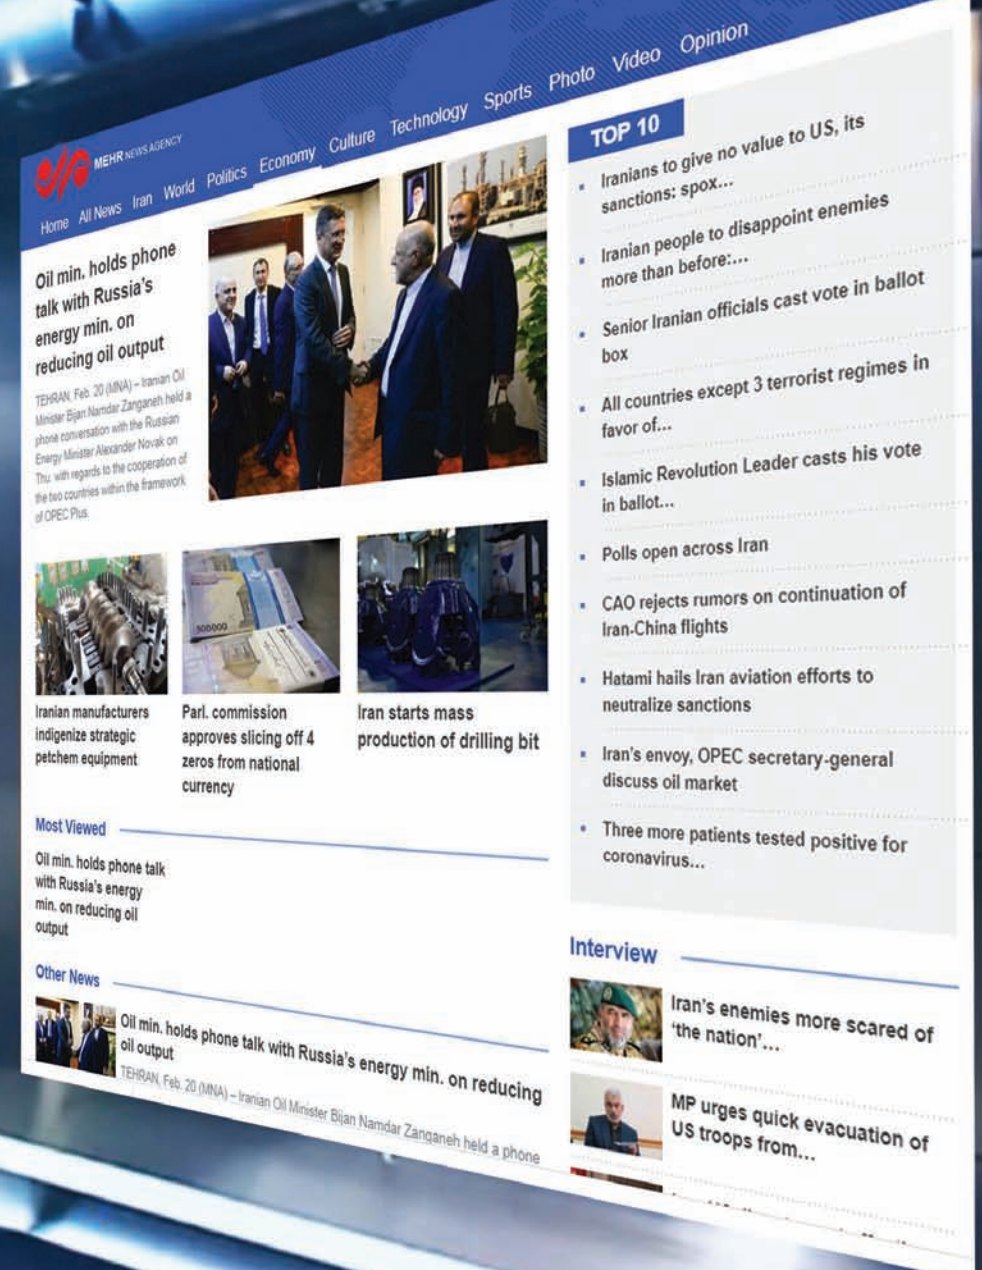 MEHR NEWS AGENCY
Home All News Iran World Politics Economy Culture Technology Sports Photo Video Opinion
Oil min. holds phone
talk with Russia's
energy min. on
reducing oil output
TEHRAN, Feb. 20 (MNA) – Iranian Oil
Minister Bijan Namdar Zanganeh held a
phone conversation with the Russian
Energy Minister Alexander Novak on
Thu. with regards to the cooperation of
the two countries within the framework
of OPEC Plus.
500000
Iranian manufacturers
indigenize strategic
petchem equipment
Parl. commission
approves slicing off 4
zeros from national
currency
Iran starts mass
production of drilling bit
Most Viewed
Oil min. holds phone talk
with Russia's energy
min. on reducing oil
output
Other News
Oil min. holds phone talk with Russia's energy min. on reducing
oil output
TEHRAN, Feb. 20 (MNA) – Iranian Oil Minister Bijan Namdar Zanganeh held a phone
TOP 10
Iranians to give no value to US, its
sanctions: spox...
Iranian people to disappoint enemies
more than before:...
Senior Iranian officials cast vote in ballot
box
All countries except 3 terrorist regimes in
favor of...
Islamic Revolution Leader casts his vote
in ballot...
Polls open across Iran
CAO rejects rumors on continuation of
Iran-China flights
Hatami hails Iran aviation efforts to
neutralize sanctions
Iran's envoy, OPEC secretary-general
discuss oil market
Three more patients tested positive for
coronavirus...
Interview
Iran's enemies more scared of
'the nation'...
MP urges quick evacuation of
US troops from...